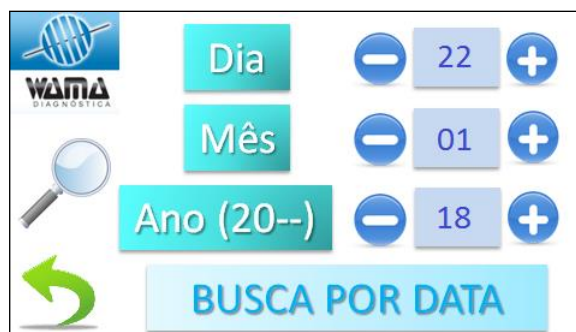 WAMA
DIAGNÓSTICA
Dia
22
Mês
01
Ano (20--)
18
BUSCA POR DATA